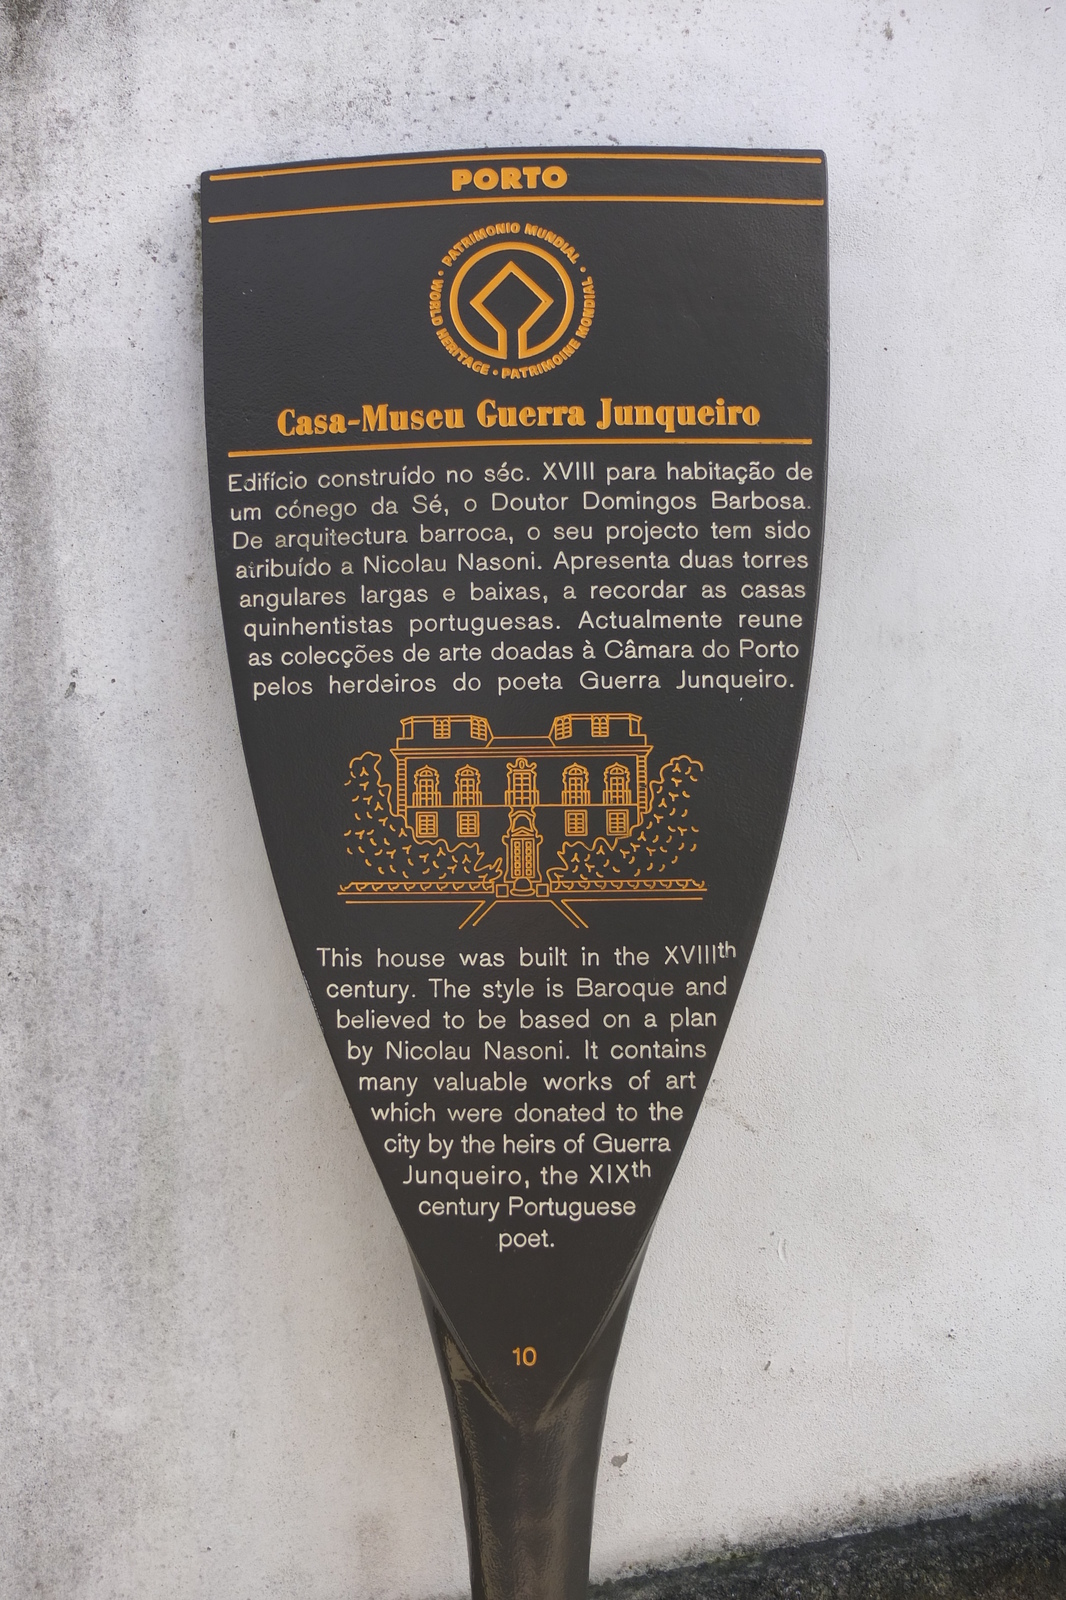 PORTO
PATRIMONIO MUNDIAL • WORLD HERITAGE • PATRIMOINE MONDIAL •
Casa-Museu Guerra Junqueiro
Edifício construído no séc. XVIII para habitação de
um cónego da Sé, o Doutor Domingos Barbosa.
De arquitectura barroca, o seu projecto tem sido
atribuído a Nicolau Nasoni. Apresenta duas torres
angulares largas e baixas, a recordar as casas
quinhentistas portuguesas. Actualmente reune
as colecções de arte doadas à Câmara do Porto
pelos herdeiros do poeta Guerra Junqueiro.
This house was built in the XVIIIth
century. The style is Baroque and
believed to be based on a plan
by Nicolau Nasoni. It contains
many valuable works of art
which were donated to the
city by the heirs of Guerra
Junqueiro, the XIXth
century Portuguese
poet.
10